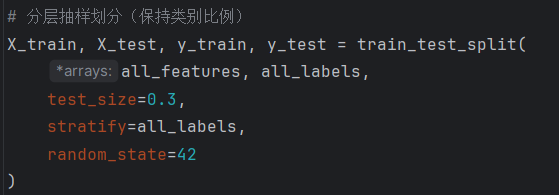 # 分层抽样划分（保持类别比例）
X_train, X_test, y_train, y_test = train_test_split(
*arrays: all_features, all_labels,
test_size=0.3,
stratify=all_labels,
random_state=42
)